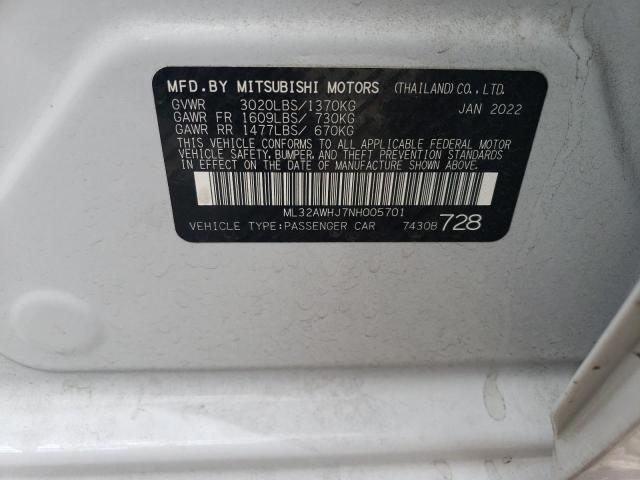 MFD.BY MITSUBISHI MOTORS (THAILAND)CO.,LTD.
GVWR 3020LBS/1370KG JAN 2022
GAWR FR 1609LBS/ 730KG
GAWR RR 1477LBS/ 670KG
THIS VEHICLE CONFORMS TO ALL APPLICABLE FEDERAL MOTOR
VEHICLE SAFETY, BUMPER, AND THEFT PREVENTION STANDARDS
IN EFFECT ON THE DATE OF MANUFACTURE SHOWN ABOVE.
ML32AWHJ7NH005701
VEHICLE TYPE:PASSENGER CAR 7430B 728